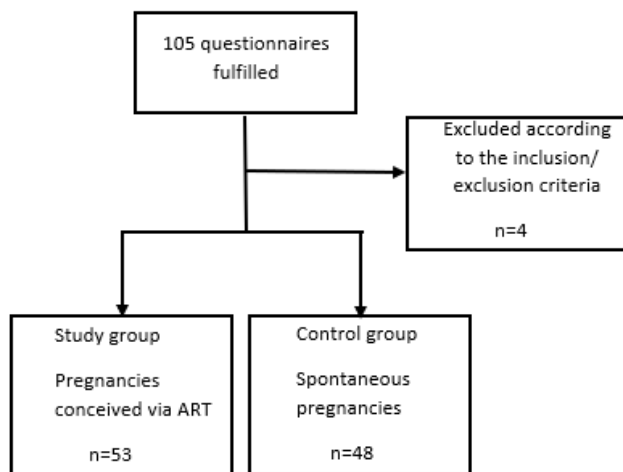 105 questionnaires
fulfilled
Excluded according
to the inclusion/
exclusion criteria
n=4
Study group
Pregnancies
conceived via ART
n=53
Control group
Spontaneous
pregnancies
n=48